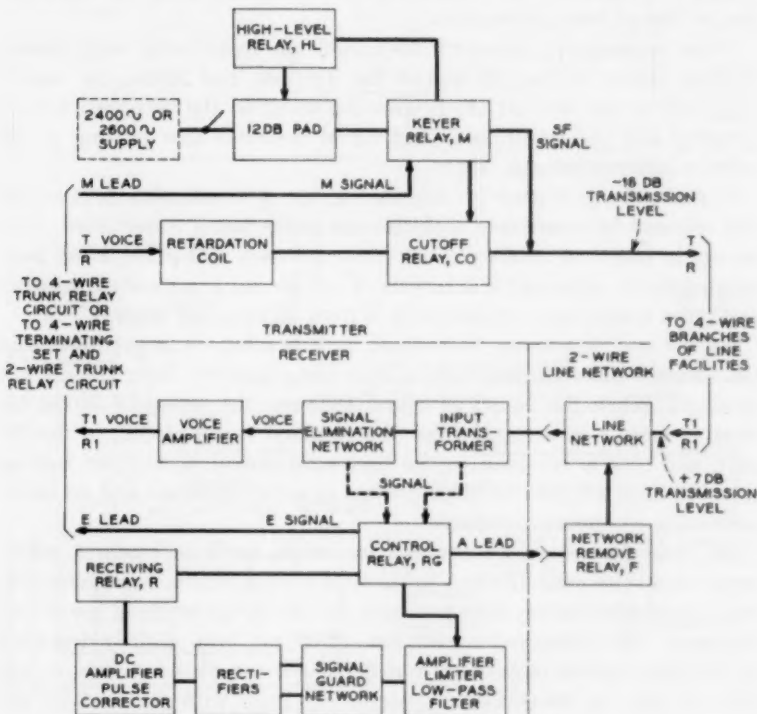 HIGH-LEVEL
RELAY, HL
2400∿ OR
2600∿
SUPPLY
12DB PAD
KEYER
RELAY, M
SF
SIGNAL
M LEAD
M SIGNAL
-16 DB
TRANSMISSION
LEVEL
T VOICE
R
RETARDATION
COIL
CUTOFF
RELAY, CO
T
R
TO 4-WIRE
TRUNK RELAY
CIRCUIT OR
TO 4-WIRE
TERMINATING
SET AND
2-WIRE TRUNK
RELAY CIRCUIT
TRANSMITTER
RECEIVER
TO 4-WIRE
BRANCHES
OF LINE
FACILITIES
2-WIRE
LINE NETWORK
T1 VOICE
R1
VOICE
AMPLIFIER
VOICE
SIGNAL
ELIMINATION
NETWORK
INPUT
TRANS-
FORMER
LINE
NETWORK
T1
R1
SIGNAL
+7 DB
TRANSMISSION
LEVEL
E LEAD
E SIGNAL
CONTROL
RELAY, RG
A LEAD
NETWORK
REMOVE
RELAY, F
RECEIVING
RELAY, R
DC
AMPLIFIER
PULSE
CORRECTOR
RECTI-
FIERS
SIGNAL
GUARD
NETWORK
AMPLIFIER
LIMITER
LOW-PASS
FILTER